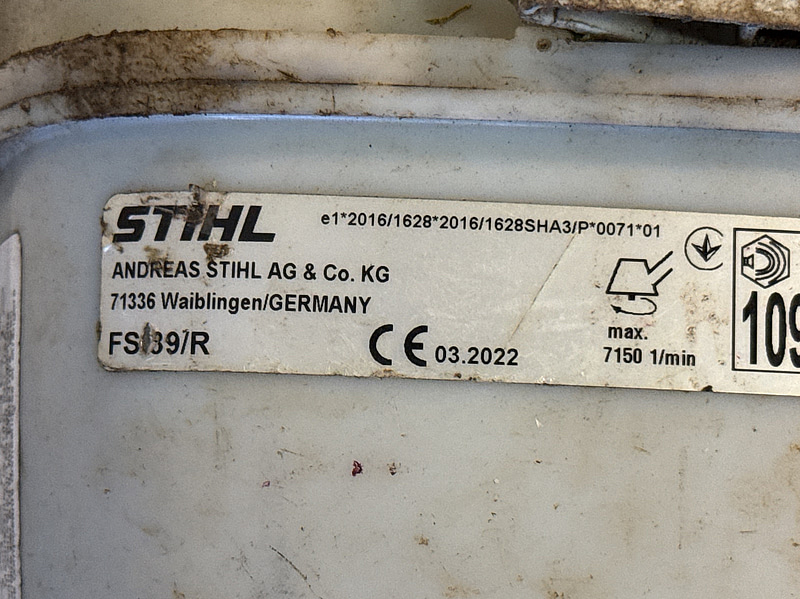 STIHL
e1*2016/1628*2016/1628SHA3/P*0071*01
ANDREAS STIHL AG & Co. KG
71336 Waiblingen/GERMANY
CE 03.2022
max.
7150 1/min